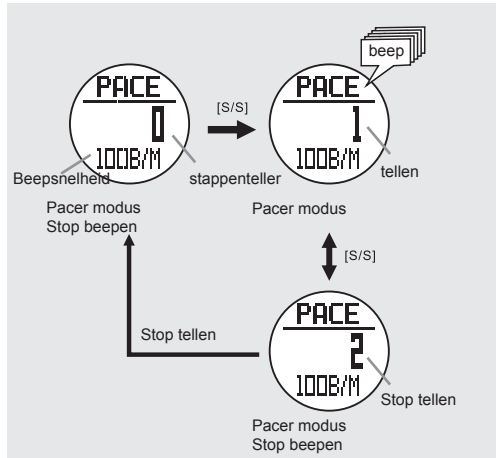 beep
PACE
0
100B/M
Beepsnelheid
stappenteller
Pacer modus
Stop beepen
[S/S]
PACE
1
100B/M
tellen
Pacer modus
[S/S]
PACE
2
100B/M
Stop tellen
Stop tellen
Pacer modus
Stop beepen